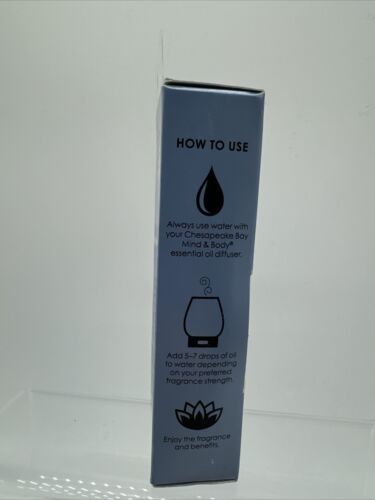 HOW TO USE
Always use water with
your Chesapeake Bay
Mind & Body®
essential oil diffuser.
Add 5-7 drops of oil
to water depending
on your preferred
fragrance strength.
Enjoy the fragrance
and benefits.